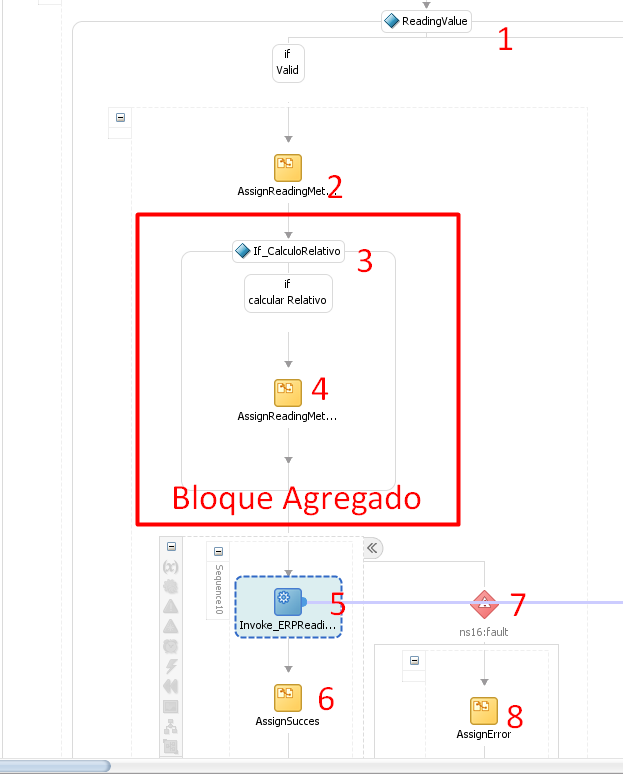 ReadingValue
1
if
Valid
AssignReadingMet...
2
If_CalculoRelativo
3
if
calcular Relativo
4
AssignReadingMet...
Bloque Agregado
Sequence10
5
Invoke_ERPReadi...
7
ns16:fault
6
AssignSucces
8
AssignError